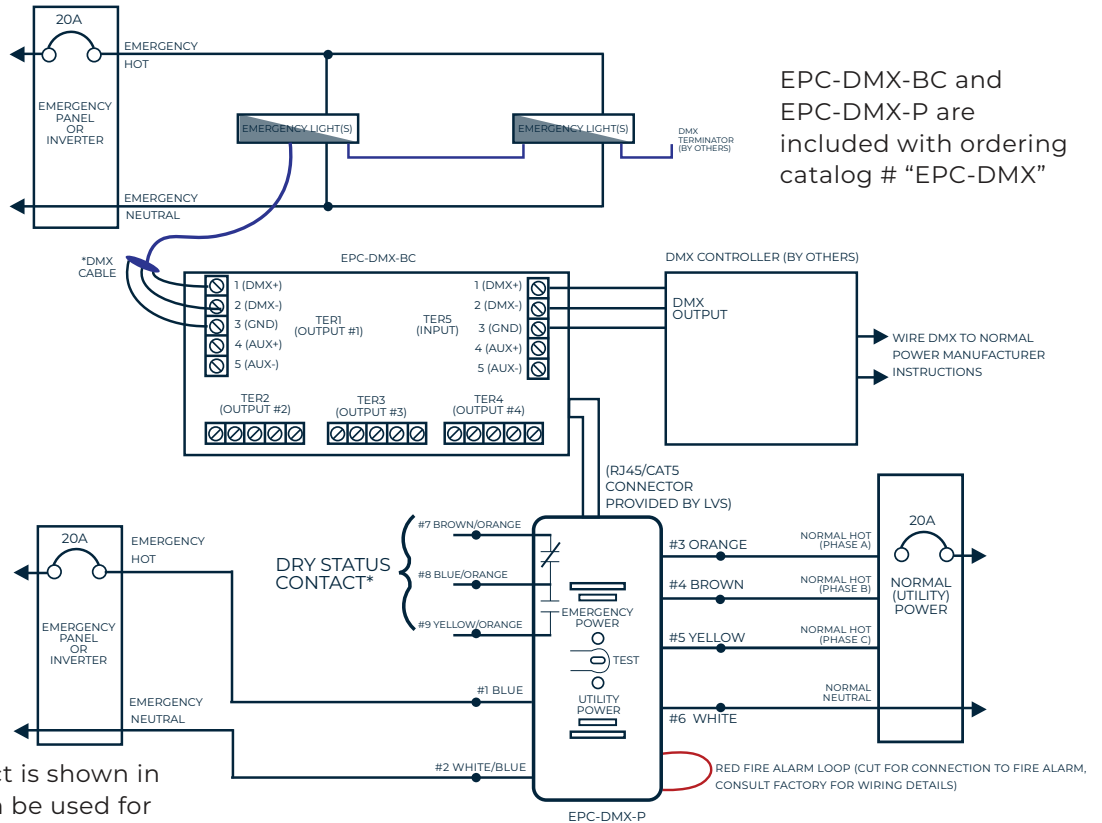 20A
EMERGENCY
HOT
EMERGENCY
PANEL
OR
INVERTER
EMERGENCY LIGHT(S)
EMERGENCY LIGHT(S)
DMX
TERMINATOR
(BY OTHERS)
EMERGENCY
NEUTRAL
EPC-DMX-BC and
EPC-DMX-P are
included with ordering
catalog # “EPC-DMX”
*DMX
CABLE
EPC-DMX-BC
1 (DMX+)
2 (DMX-)
3 (GND)
4 (AUX+)
5 (AUX-)
TER1
(OUTPUT #1)
TER5
(INPUT)
1 (DMX+)
2 (DMX-)
3 (GND)
4 (AUX+)
5 (AUX-)
TER2
(OUTPUT #2)
TER3
(OUTPUT #3)
TER4
(OUTPUT #4)
DMX CONTROLLER (BY OTHERS)
DMX
OUTPUT
WIRE DMX TO NORMAL
POWER MANUFACTURER
INSTRUCTIONS
(RJ45/CAT5
CONNECTOR
PROVIDED BY LVS)
20A
EMERGENCY
HOT
EMERGENCY
PANEL
OR
INVERTER
EMERGENCY
NEUTRAL
DRY STATUS
CONTACT*
#7 BROWN/ORANGE
#8 BLUE/ORANGE
#9 YELLOW/ORANGE
#1 BLUE
#2 WHITE/BLUE
EMERGENCY
POWER
TEST
UTILITY
POWER
EPC-DMX-P
#3 ORANGE
#4 BROWN
#5 YELLOW
#6 WHITE
NORMAL HOT
(PHASE A)
NORMAL HOT
(PHASE B)
NORMAL HOT
(PHASE C)
NORMAL
NEUTRAL
20A
NORMAL
(UTILITY)
POWER
RED FIRE ALARM LOOP (CUT FOR CONNECTION TO FIRE ALARM,
CONSULT FACTORY FOR WIRING DETAILS)
is shown in
be used for